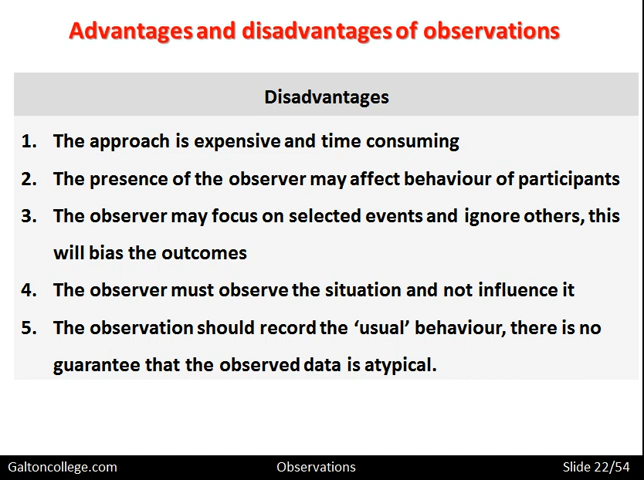 Advantages and disadvantages of observations
Disadvantages
1. The approach is expensive and time consuming
2. The presence of the observer may affect behaviour of participants
3. The observer may focus on selected events and ignore others, this
will bias the outcomes
4. The observer must observe the situation and not influence it
5. The observation should record the ‘usual’ behaviour, there is no
guarantee that the observed data is atypical.
Galtoncollege.com Observations Slide 22/54